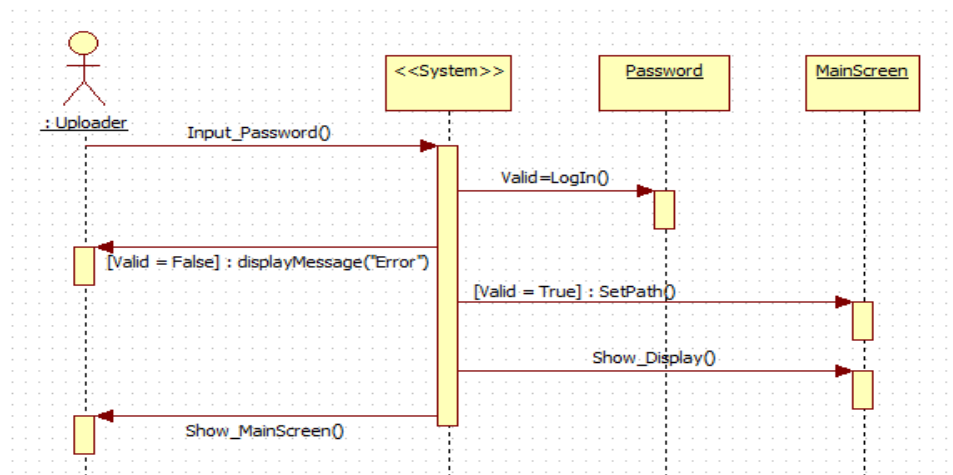 <<System>>
Password
MainScreen
: Uploader
Input_Password()
Valid=LogIn()
[Valid = False] : displayMessage("Error")
[Valid = True] : SetPath()
Show_Display()
Show_MainScreen()